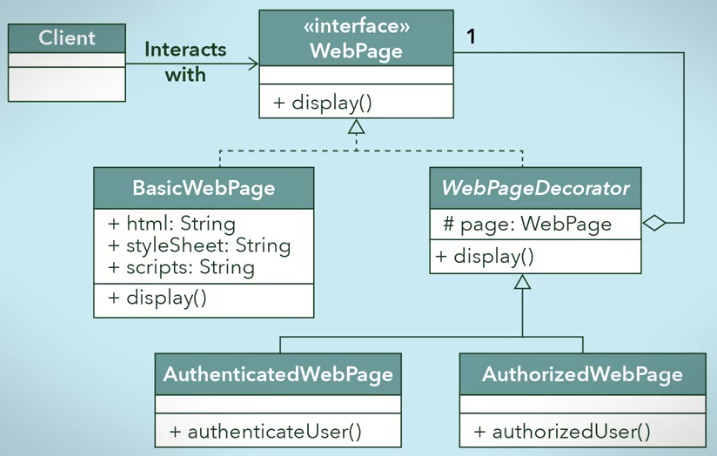 Client
Interacts
with
«interface»
WebPage
1
+ display()
BasicWebPage
+ html: String
+ styleSheet: String
+ scripts: String
+ display()
WebPageDecorator
# page: WebPage
+ display()
AuthenticatedWebPage
+ authenticateUser()
AuthorizedWebPage
+ authorizedUser()